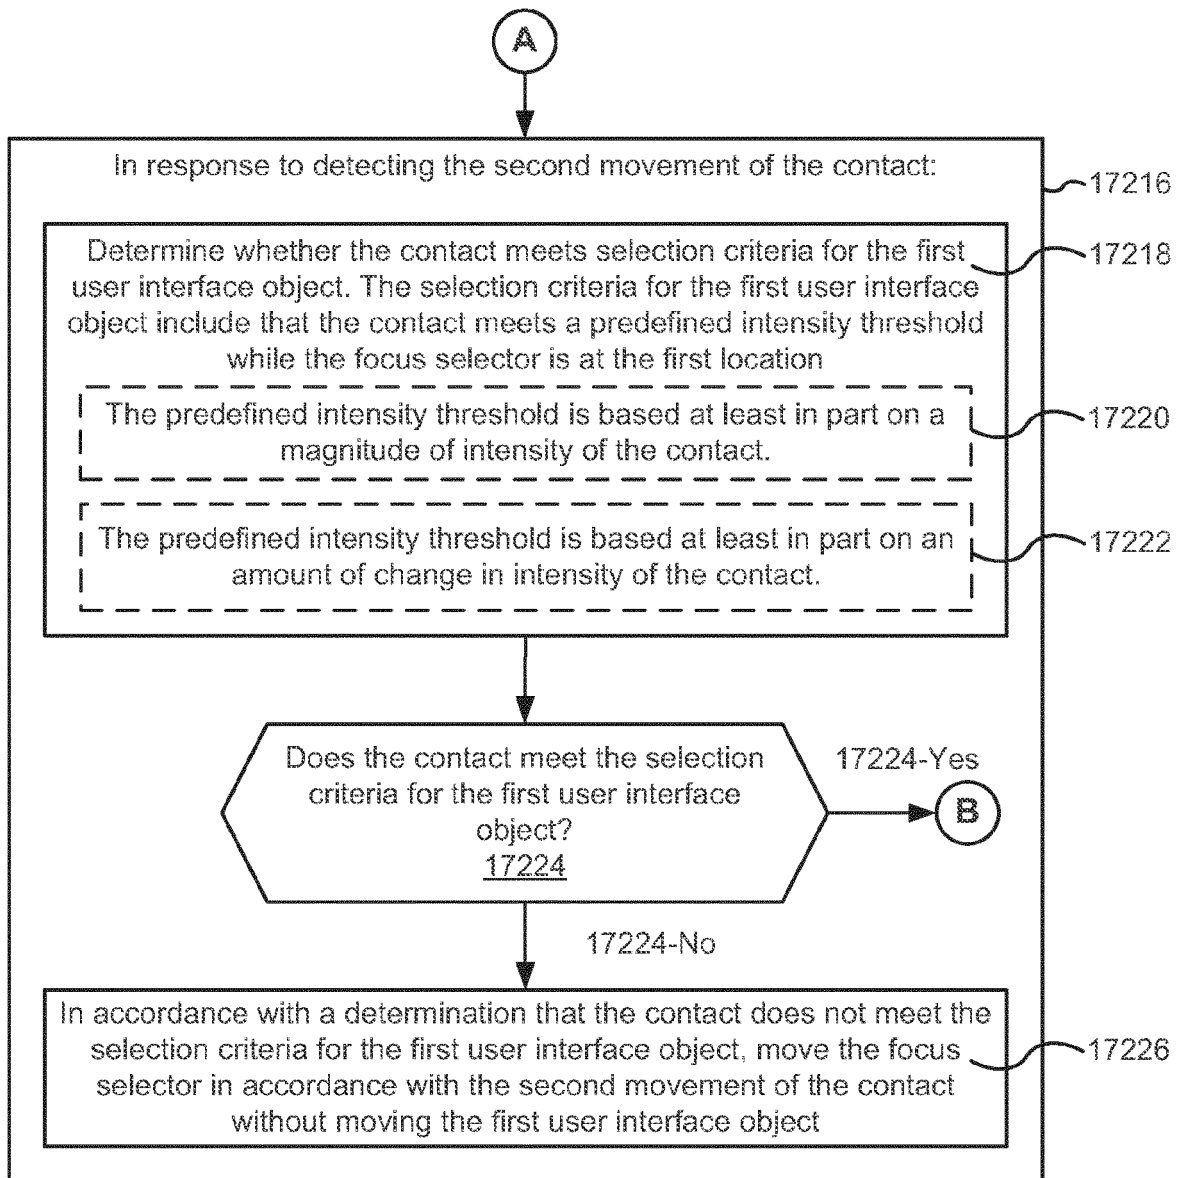 A
In response to detecting the second movement of the contact:
17216
Determine whether the contact meets selection criteria for the first
user interface object. The selection criteria for the first user interface
object include that the contact meets a predefined intensity threshold
while the focus selector is at the first location
17218
The predefined intensity threshold is based at least in part on a
magnitude of intensity of the contact.
17220
The predefined intensity threshold is based at least in part on an
amount of change in intensity of the contact.
17222
Does the contact meet the selection
criteria for the first user interface
object?
17224
17224-Yes
B
17224-No
In accordance with a determination that the contact does not meet the
selection criteria for the first user interface object, move the focus
selector in accordance with the second movement of the contact
without moving the first user interface object
17226